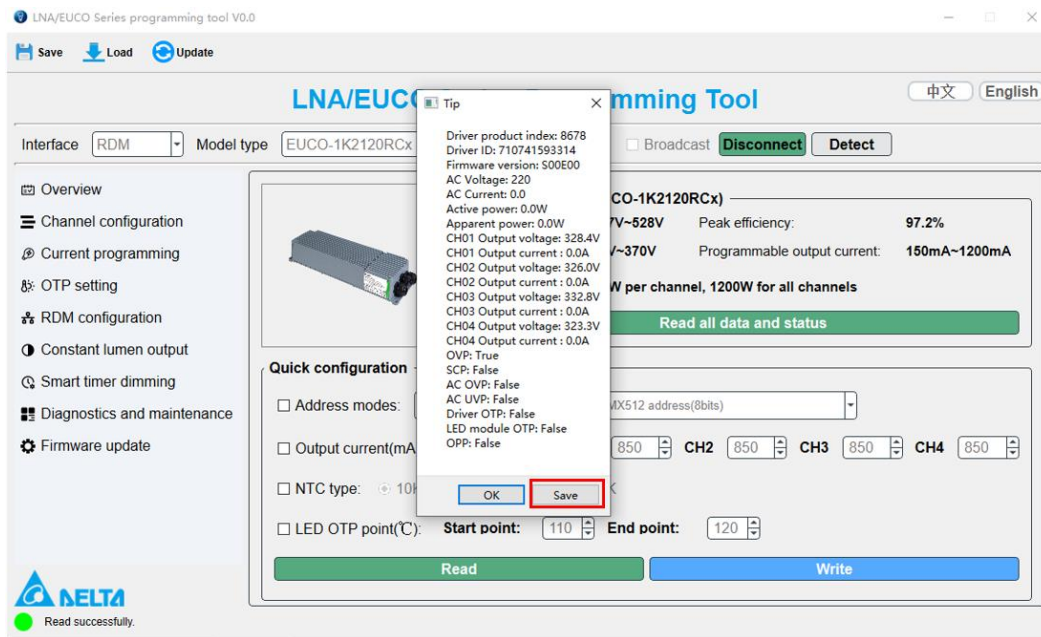 LNA/EUCO Series programming tool V0.0
Save Load Update
LNA/EUC
mming Tool
中文 English
Interface RDM Model type EUCO-1K2120RCx Broadcast Disconnect Detect
Overview
Channel configuration
Current programming
OTP setting
RDM configuration
Constant lumen output
Smart timer dimming
Diagnostics and maintenance
Firmware update
Tip
Driver product index: 8678
Driver ID: 710741593314
Firmware version: S00E00
AC Voltage: 220
AC Current: 0.0
Active power: 0.0W
Apparent power: 0.0W
CH01 Output voltage: 328.4V
CH01 Output current : 0.0A
CH02 Output voltage: 326.0V
CH02 Output current : 0.0A
CH03 Output voltage: 332.8V
CH03 Output current : 0.0A
CH04 Output voltage: 323.3V
CH04 Output current : 0.0A
OVP: True
SCP: False
AC OVP: False
AC UVP: False
Driver OTP: False
LED module OTP: False
OPP: False
OK Save
CO-1K2120RCx)
V~528V Peak efficiency: 97.2%
V~370V Programmable output current: 150mA~1200mA
W per channel, 1200W for all channels
Read all data and status
Quick configuration
Address modes: MX512 address(8bits)
Output current(mA 850 CH2 850 CH3 850 CH4 850
NTC type: 10K
LED OTP point(℃): Start point: 110 End point: 120
Read Write
DELTA
Read successfully.